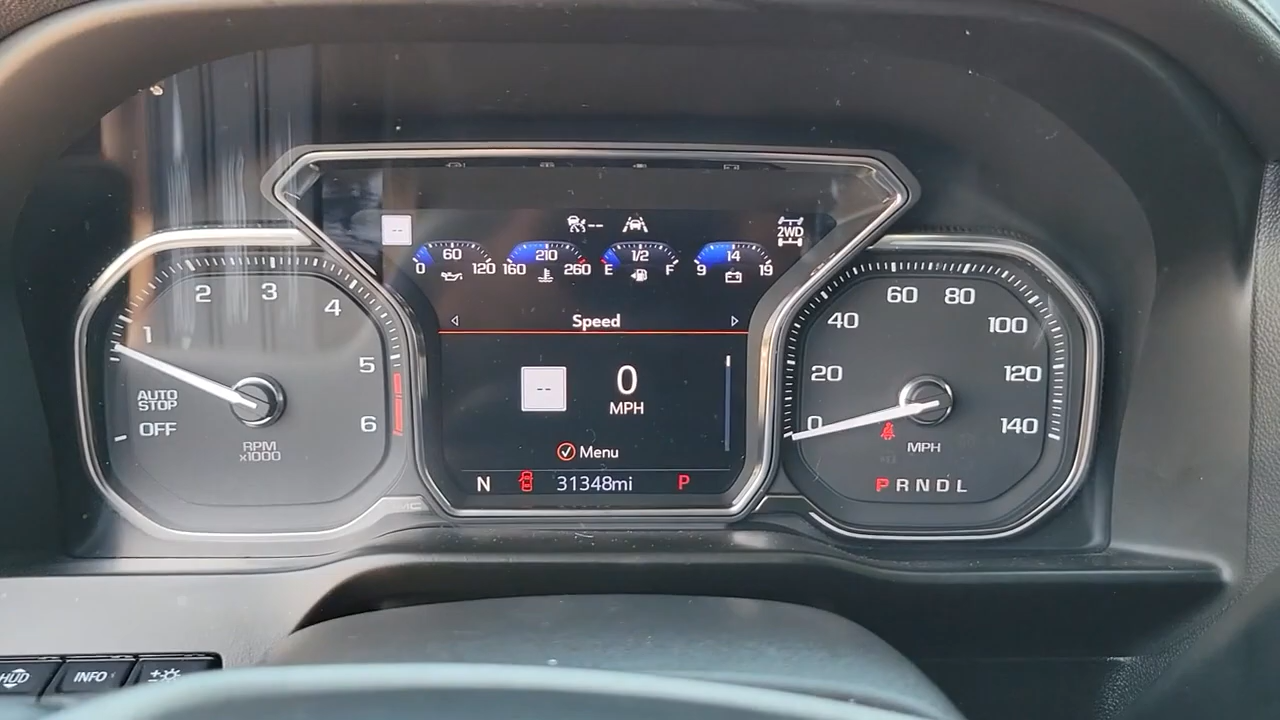 --
--
2WD
0 60 120
160 210 260
E 1/2 F
9 14 19
Speed
--
0
MPH
Menu
N 31348mi P
1 2 3 4 5 6
AUTO
STOP
OFF
RPM
x1000
0 20 40 60 80 100 120 140
MPH
PRNDL
HUD
INFO